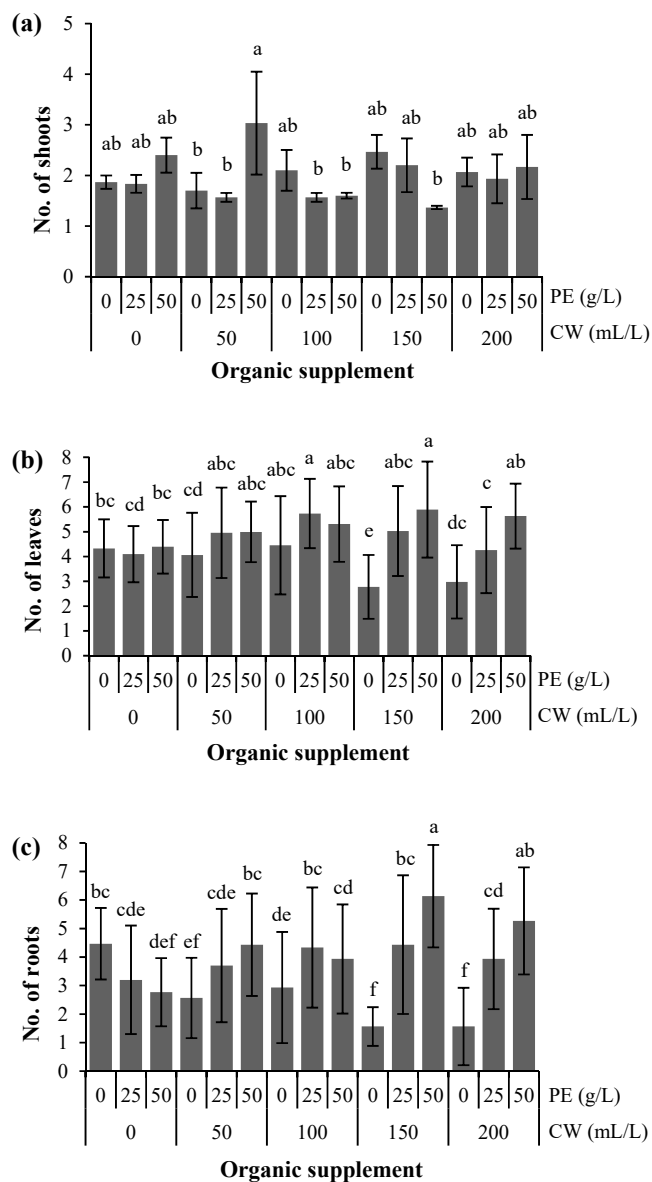 (a)
No. of shoots
5
4
3
2
1
0
ab ab ab b b a ab b b ab ab b ab ab ab
0 25 50 0 25 50 0 25 50 0 25 50 0 25 50 PE (g/L)
0 50 100 150 200 CW (mL/L)
Organic supplement
(b)
No. of leaves
8
7
6
5
4
3
2
1
0
bc cd bc cd abc abc abc a abc e abc a dc c ab
0 25 50 0 25 50 0 25 50 0 25 50 0 25 50 PE (g/L)
0 50 100 150 200 CW (mL/L)
Organic supplement
(c)
No. of roots
8
7
6
5
4
3
2
1
0
bc cde def ef cde bc de bc cd f bc a f cd ab
0 25 50 0 25 50 0 25 50 0 25 50 0 25 50 PE (g/L)
0 50 100 150 200 CW (mL/L)
Organic supplement